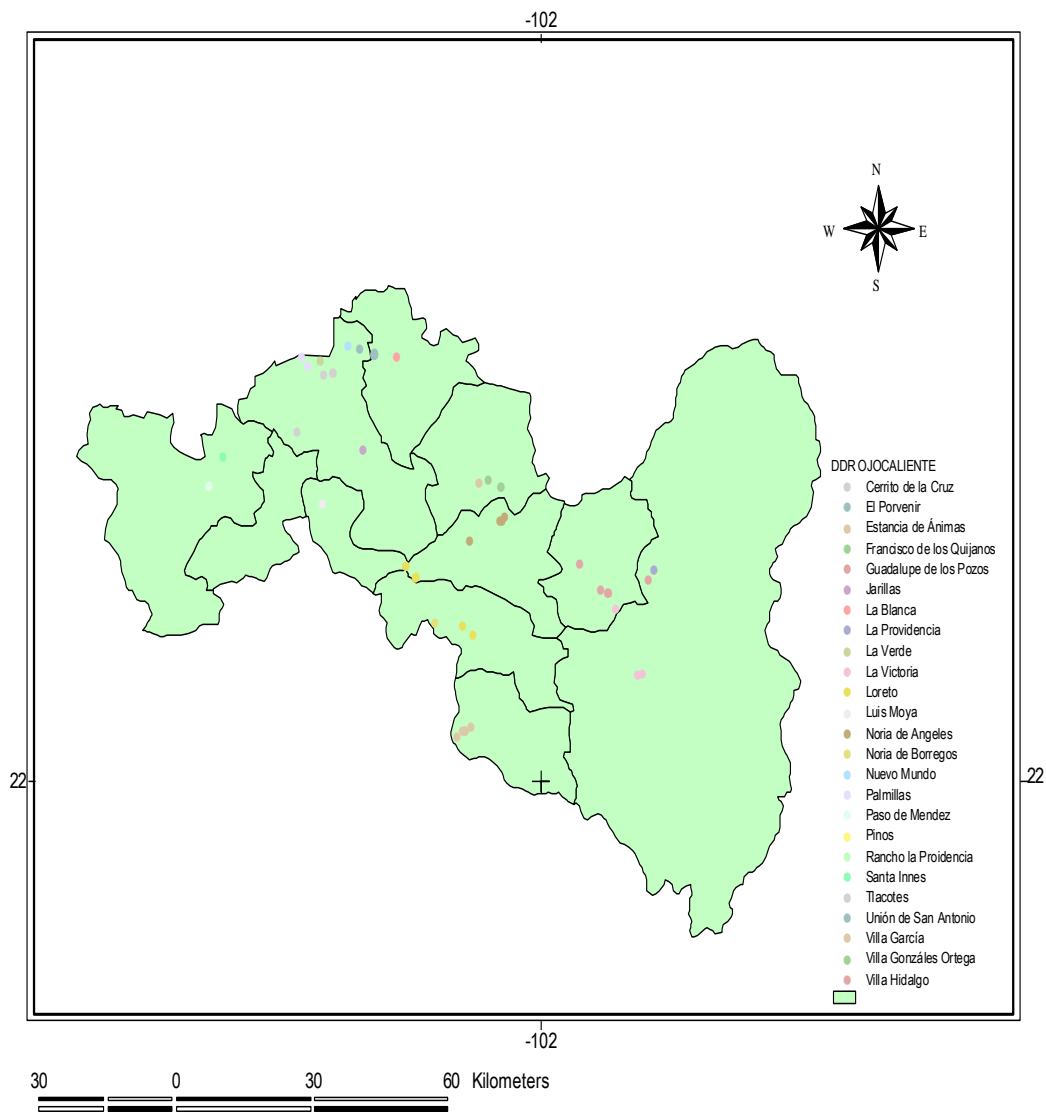 -102
N
W E
S
DDR OJOCALIENTE
Cerrito de la Cruz
El Porvenir
Estancia de Ánimas
Francisco de los Quijanos
Guadalupe de los Pozos
Jarillas
La Blanca
La Providencia
La Verde
La Victoria
Loreto
Luis Moya
Noria de Angeles
Noria de Borregos
Nuevo Mundo
Palmillas
Paso de Mendez
Pinos
Rancho la Proidencia
Santa Innes
Tlacotes
Unión de San Antonio
Villa García
Villa Gonzáles Ortega
Villa Hidalgo
22 22
-102
30 0 30 60 Kilometers